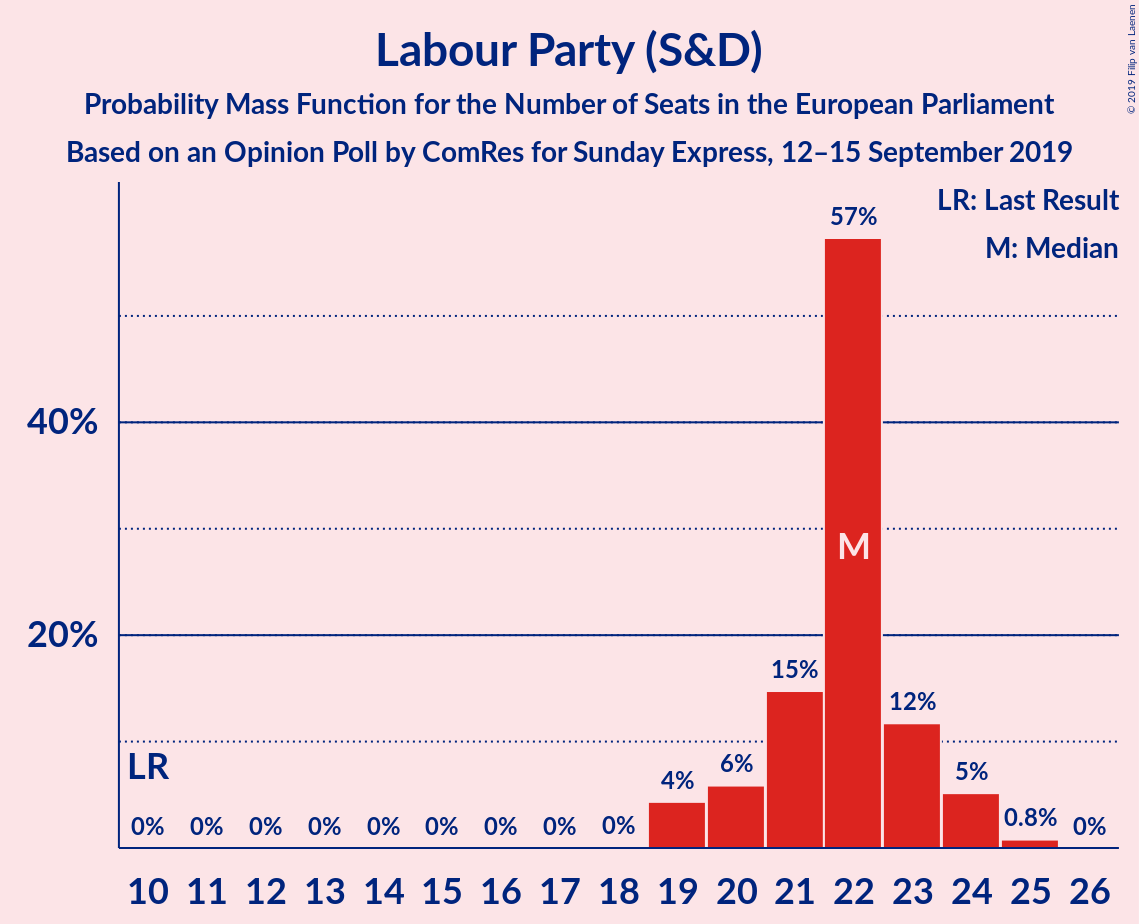 Labour Party (S&D)
Probability Mass Function for the Number of Seats in the European Parliament
Based on an Opinion Poll by ComRes for Sunday Express, 12–15 September 2019
© 2019 Filip van Laenen
LR: Last Result
M: Median
57%
40%
M
20%
15%
12%
LR
4%
6%
5%
0% 0% 0% 0% 0% 0% 0% 0% 0% 0.8% 0%
10 11 12 13 14 15 16 17 18 19 20 21 22 23 24 25 26